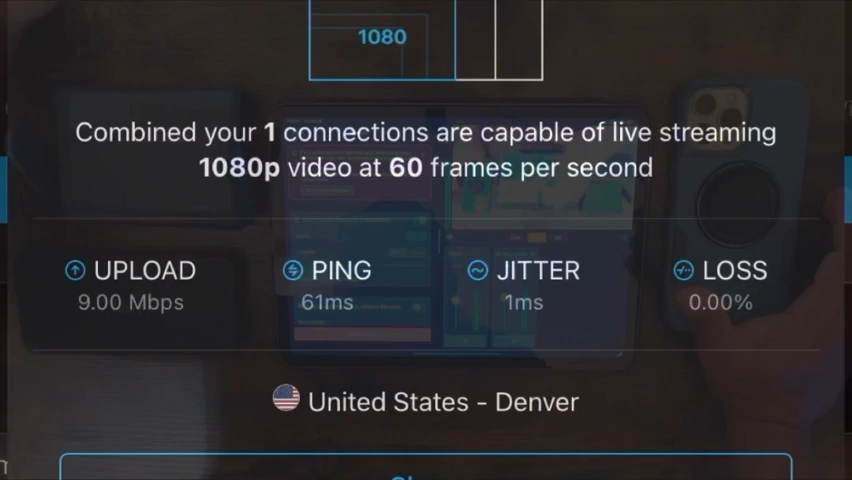 1080
Combined your 1 connections are capable of live streaming
1080p video at 60 frames per second
UPLOAD PING JITTER LOSS
9.00 Mbps 61ms 1ms 0.00%
United States - Denver